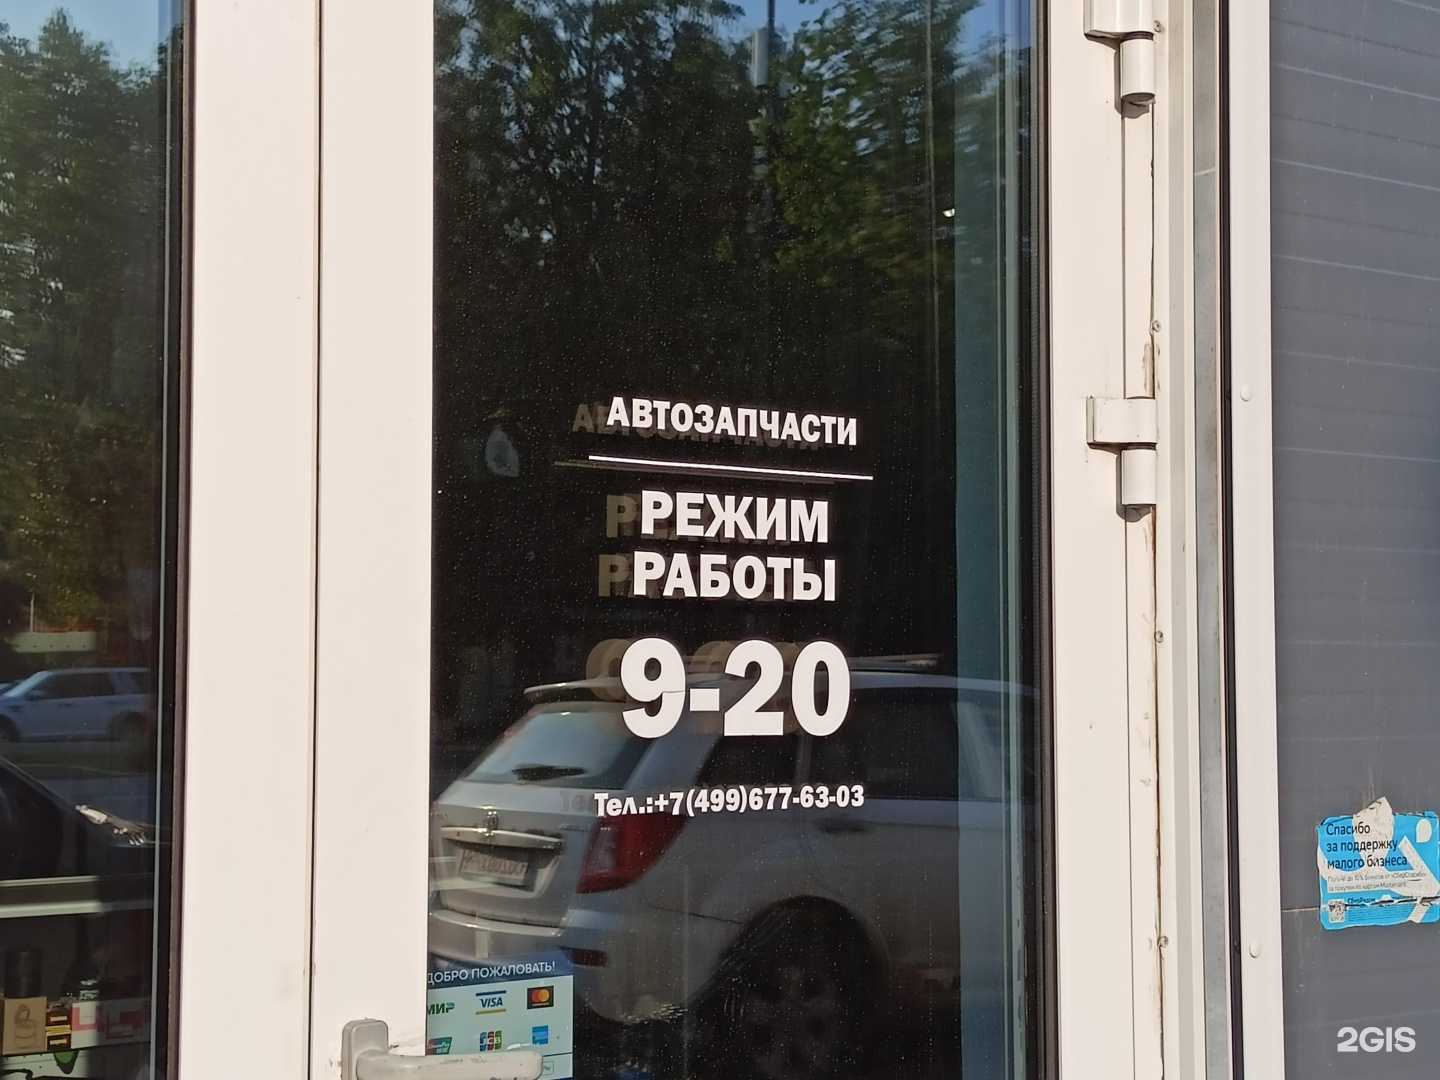 АВТОЗАПЧАСТИ
РЕЖИМ
РАБОТЫ
9-20
Тел.:+7(499)677-63-03
ДОБРО ПОЖАЛОВАТЬ!
МИР VISA
JCB
Спасибо
за поддержку
малого бизнеса
2GIS